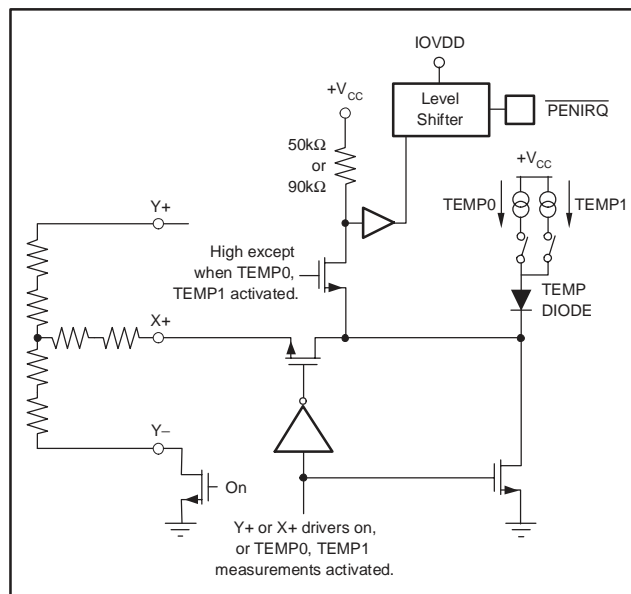 IOVDD
+VCC
Level
Shifter
PENIRQ
50kΩ
or
90kΩ
+VCC
TEMP0
TEMP1
Y+
High except
when TEMP0,
TEMP1 activated.
TEMP
DIODE
X+
Y–
On
Y+ or X+ drivers on,
or TEMP0, TEMP1
measurements activated.